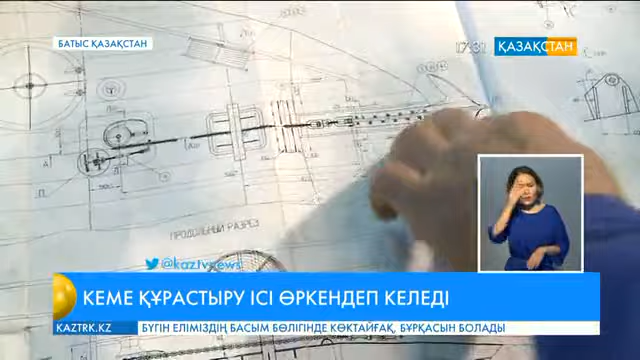 БАТЫС ҚАЗАҚСТАН
17:31
ҚАЗАҚСТАН
ПРОДОЛЬНЫЙ РАЗРЕЗ
@kaztvnews
КЕМЕ ҚҰРАСТЫРУ ІСІ ӨРКЕНДЕП КЕЛЕДІ
KAZTRK.KZ
БҮГІН ЕЛІМІЗДІҢ БАСЫМ БӨЛІГІНДЕ КӨКТАЙҒАҚ, БҰРҚАСЫН БОЛАДЫ